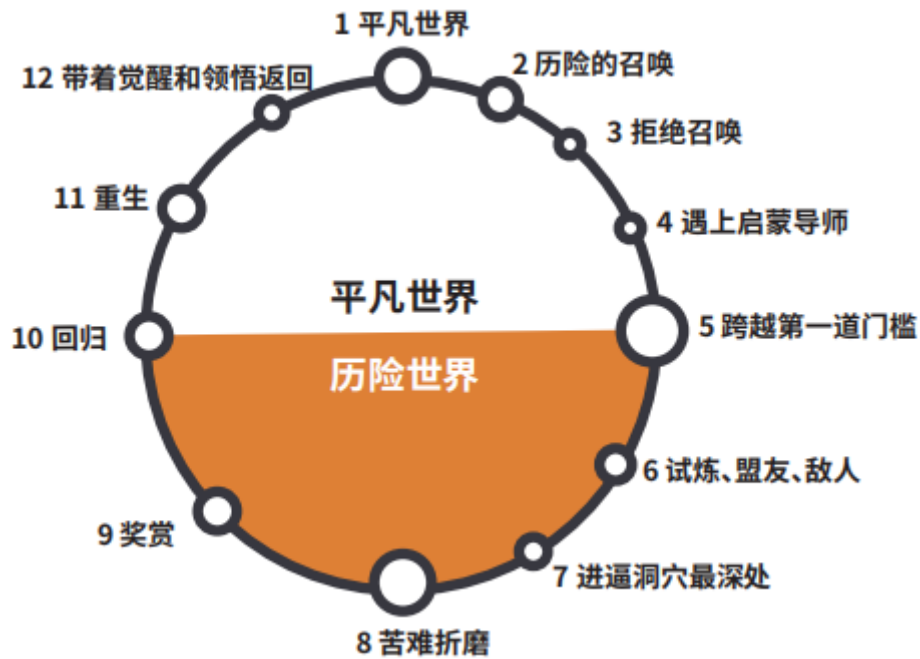 1 平凡世界
2 历险的召唤
3 拒绝召唤
4 遇上启蒙导师
5 跨越第一道门槛
6 试炼、盟友、敌人
7 进逼洞穴最深处
8 苦难折磨
9 奖赏
10 回归
11 重生
12 带着觉醒和领悟返回
平凡世界
历险世界